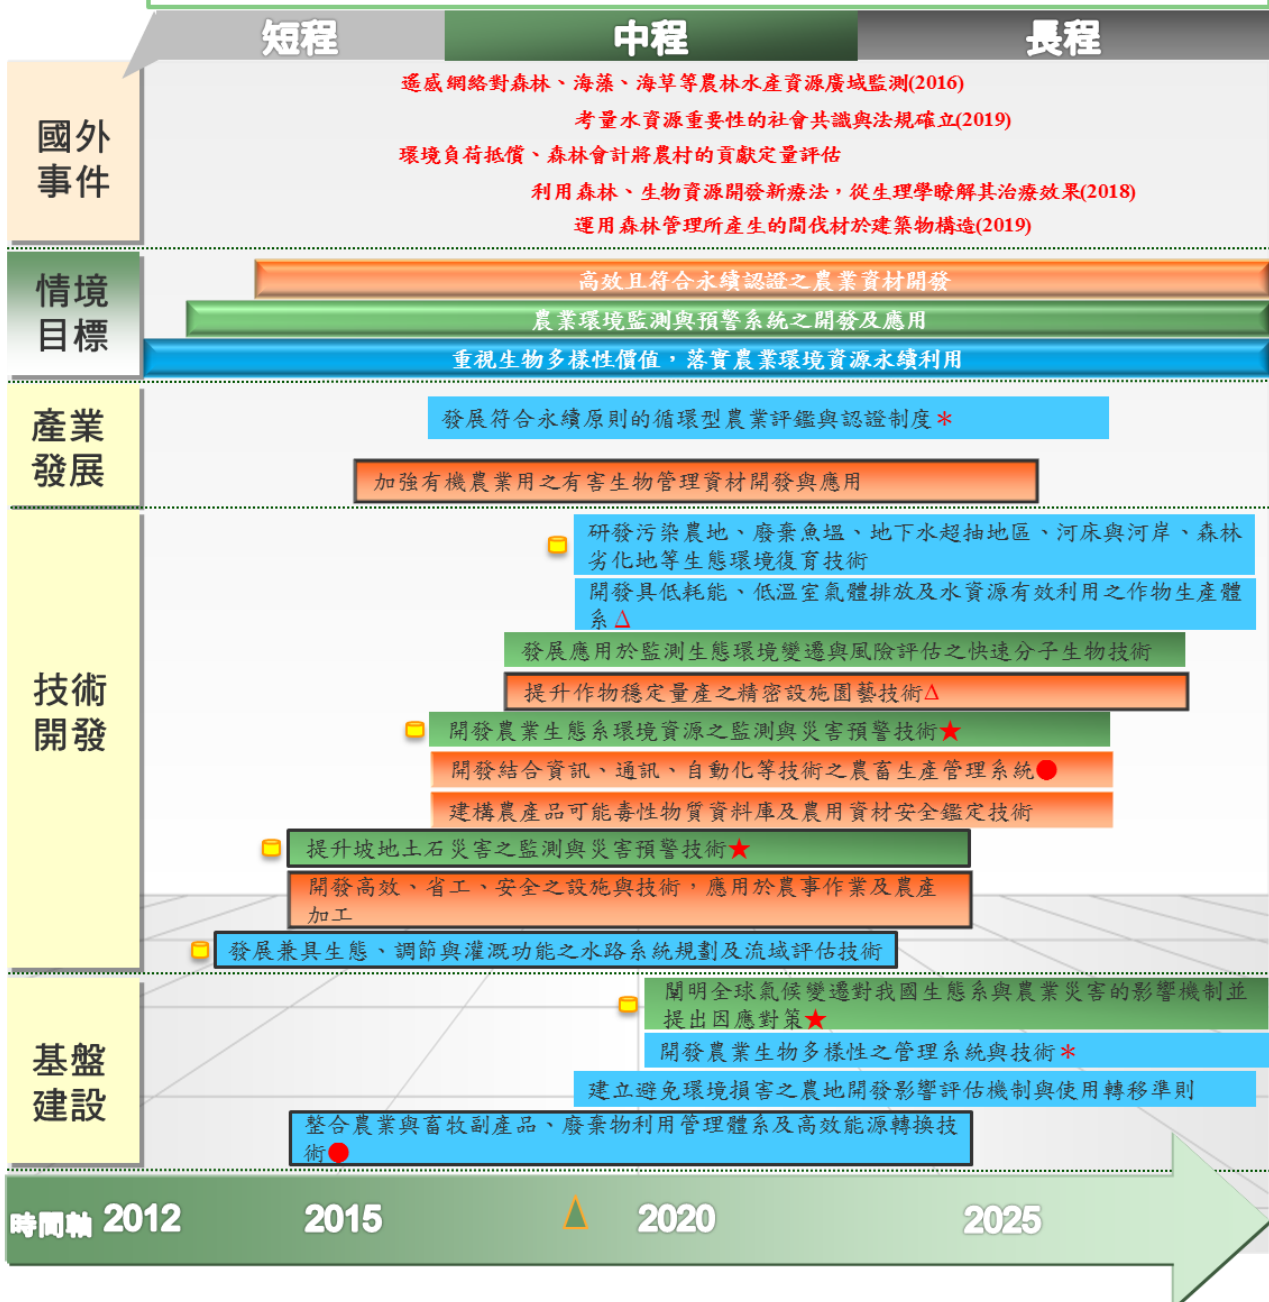 短程
中程
長程
國外
事件
遙感網絡對森林、海藻、海草等農林水產資源廣域監測(2016)
考量水資源重要性的社會共識與法規確立(2019)
環境負荷抵償、森林會計將農村的貢獻定量評估
利用森林、生物資源開發新療法，從生理學瞭解其治療效果(2018)
運用森林管理所產生的間伐材於建築物構造(2019)
情境
目標
高效且符合永續認證之農業資材開發
農業環境監測與預警系統之開發及應用
重視生物多樣性價值，落實農業環境資源永續利用
產業
發展
發展符合永續原則的循環型農業評鑑與認證制度＊
加強有機農業用之有害生物管理資材開發與應用
技術
開發
研發污染農地、廢棄魚塭、地下水超抽地區、河床與河岸、森林
劣化地等生態環境復育技術
開發具低耗能、低溫室氣體排放及水資源有效利用之作物生產體
系Δ
發展應用於監測生態環境變遷與風險評估之快速分子生物技術
提升作物穩定量產之精密設施園藝技術Δ
開發農業生態系環境資源之監測與災害預警技術★
開發結合資訊、通訊、自動化等技術之農畜生產管理系統●
建構農產品可能毒性物質資料庫及農用資材安全鑑定技術
提升坡地土石災害之監測與災害預警技術★
開發高效、省工、安全之設施與技術，應用於農事作業及農產
加工
發展兼具生態、調節與灌溉功能之水路系統規劃及流域評估技術
基盤
建設
闡明全球氣候變遷對我國生態系與農業災害的影響機制並
提出因應對策★
開發農業生物多樣性之管理系統與技術＊
建立避免環境損害之農地開發影響評估機制與使用轉移準則
整合農業與畜牧副產品、廢棄物利用管理體系及高效能源轉換技
術●
時間軸 2012 2015 2020 2025